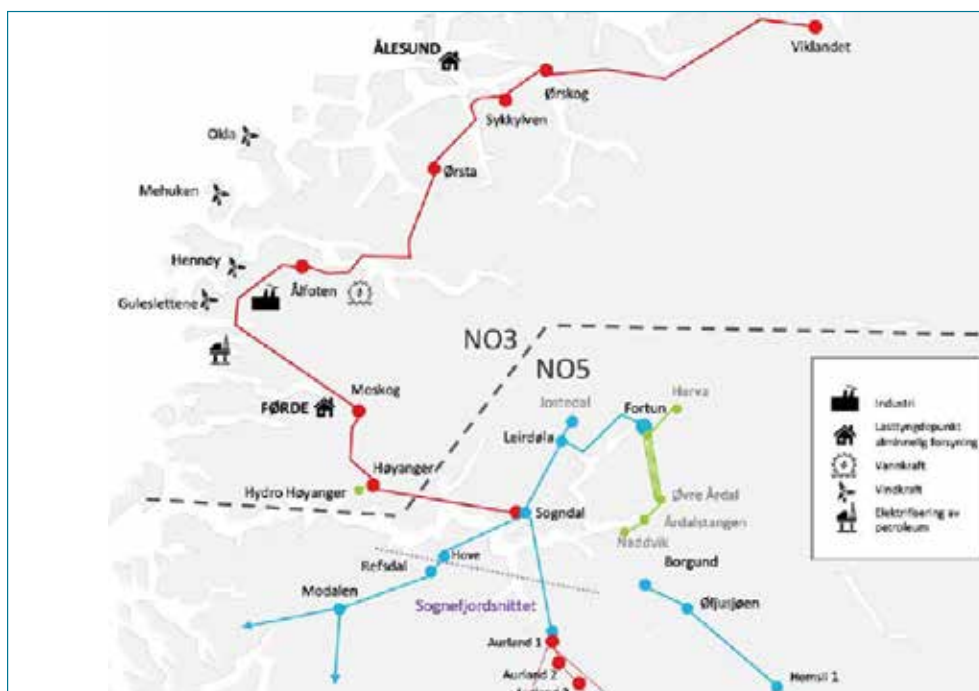 Viklandet
ÅLESUND
Ørskog
Sykkylven
Okla
Ørsta
Mehuken
Hennøy
Ålfoten
Guleslettene
NO3
NO5
Moskog
FØRDE
Jostedal
Fortun
Herva
Leirdøla
Høyanger
Hydro Høyanger
Øvre Årdal
Sogndal
Årdalstangen
Naddvik
Hove
Refsdal
Borgund
Modalen
Sognefjordsnittet
Øljusjøen
Aurland 1
Aurland 2
Hemsil 1
Industri
Lasttyngdepunkt
alminnelig forsyning
Vannkraft
Vindkraft
Elektrifisering av
petroleum